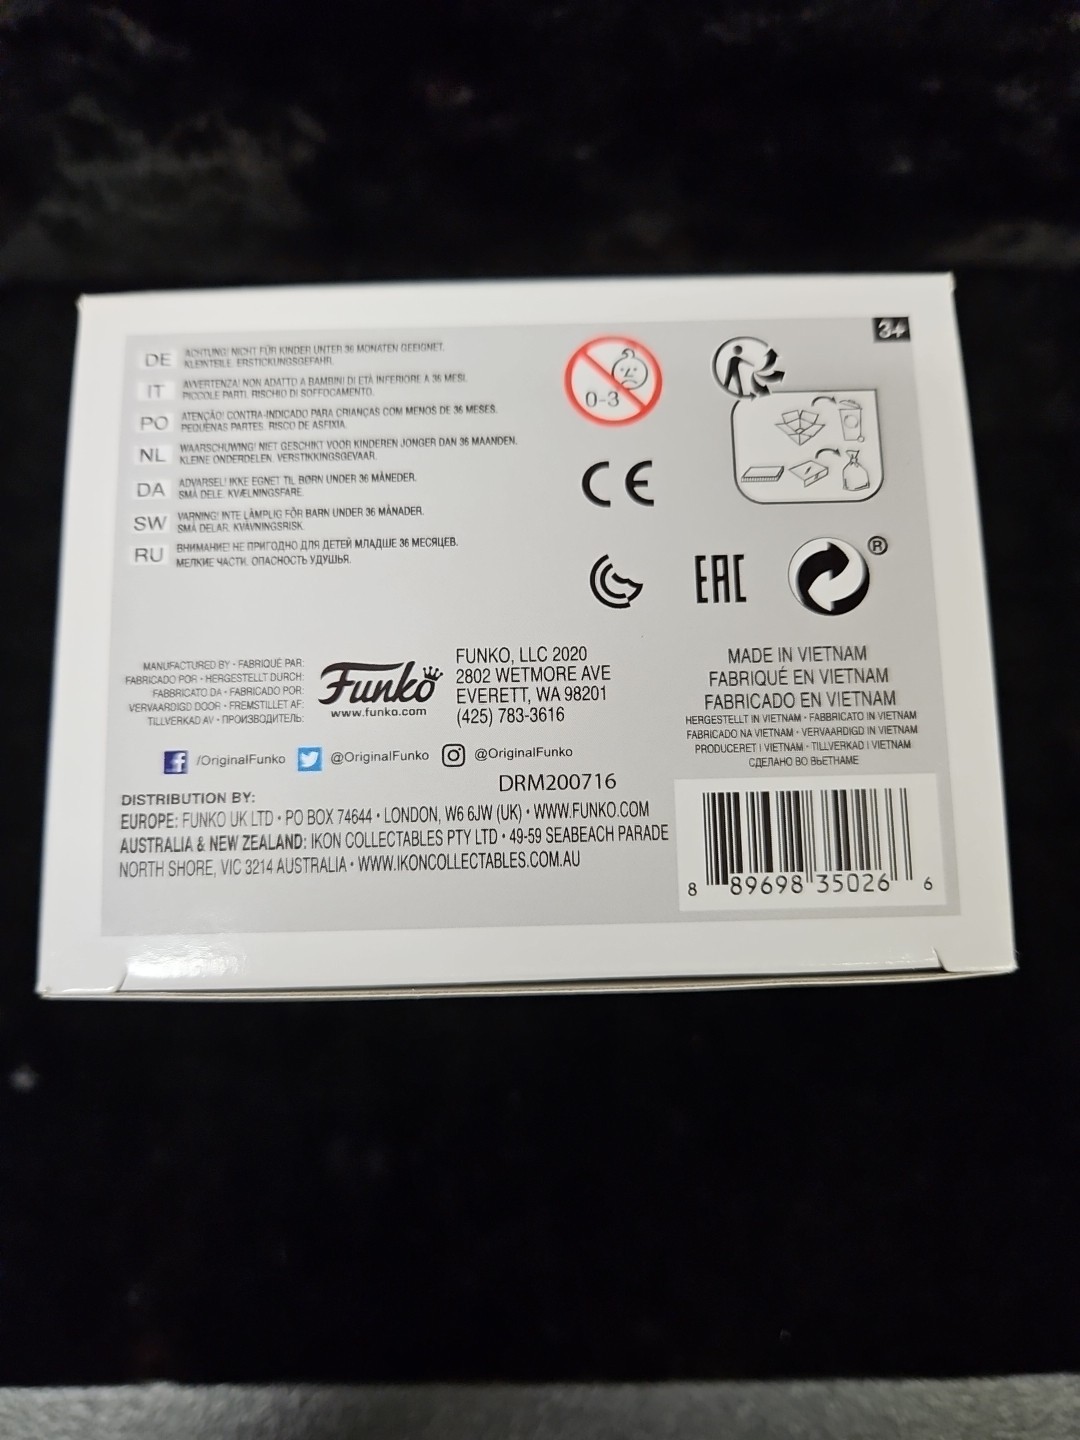 3+
DE ACHTUNG! NICHT FÜR KINDER UNTER 36 MONATEN GEEIGNET.
KLEINTEILE. ERSTICKUNGSGEFAHR.
IT AVVERTENZA! NON ADATTO A BAMBINI DI ETÀ INFERIORE A 36 MESI.
PICCOLE PARTI. RISCHIO DI SOFFOCAMENTO.
PO ATENÇÃO! CONTRA-INDICADO PARA CRIANÇAS COM MENOS DE 36 MESES.
PEQUENAS PARTES. RISCO DE ASFIXIA.
NL WAARSCHUWING! NIET GESCHIKT VOOR KINDEREN JONGER DAN 36 MAANDEN.
KLEINE ONDERDELEN. VERSTIKKINGSGEVAAR.
DA ADVARSEL! IKKE EGNET TIL BØRN UNDER 36 MÅNEDER.
SMÅ DELE. KVÆLNINGSFARE.
SW VARNING! INTE LÄMPLIG FÖR BARN UNDER 36 MÅNADER.
SMÅ DELAR. KVÄVNINGSRISK.
RU ВНИМАНИЕ! НЕ ПРИГОДНО ДЛЯ ДЕТЕЙ МЛАДШЕ 36 МЕСЯЦЕВ.
МЕЛКИЕ ЧАСТИ. ОПАСНОСТЬ УДУШЬЯ.
0-3
CE
EAC
®
MANUFACTURED BY • FABRIQUÉ PAR:
FABRICADO POR • HERGESTELLT DURCH:
FABBRICATO DA • FABRICADO POR:
VERVAARDIGD DOOR • FREMSTILLET AF:
TILLVERKAD AV • ПРОИЗВОДИТЕЛЬ:
Funko
www.funko.com
FUNKO, LLC 2020
2802 WETMORE AVE
EVERETT, WA 98201
(425) 783-3616
/OriginalFunko @OriginalFunko @OriginalFunko
DRM200716
DISTRIBUTION BY:
EUROPE: FUNKO UK LTD • PO BOX 74644 • LONDON, W6 6JW (UK) • WWW.FUNKO.COM
AUSTRALIA & NEW ZEALAND: IKON COLLECTABLES PTY LTD • 49-59 SEABEACH PARADE
NORTH SHORE, VIC 3214 AUSTRALIA • WWW.IKONCOLLECTABLES.COM.AU
MADE IN VIETNAM
FABRIQUÉ EN VIETNAM
FABRICADO EN VIETNAM
HERGESTELLT IN VIETNAM • FABBRICATO IN VIETNAM
FABRICADO NA VIETNAM • VERVAARDIGD IN VIETNAM
PRODUCERET I VIETNAM • TILLVERKAD I VIETNAM
СДЕЛАНО ВО ВЬЕТНАМЕ
8 89698 35026 6